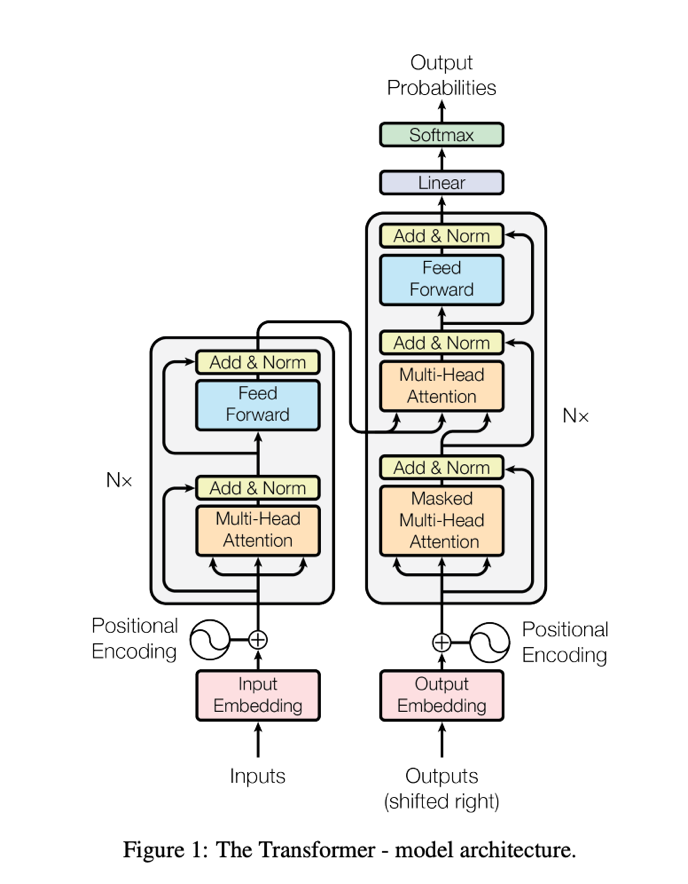 Output
Probabilities
Softmax
Linear
Add & Norm
Feed
Forward
Add & Norm
Multi-Head
Attention
Add & Norm
Masked
Multi-Head
Attention
N×
Add & Norm
Feed
Forward
Add & Norm
Multi-Head
Attention
N×
Positional
Encoding
Positional
Encoding
Input
Embedding
Output
Embedding
Inputs
Outputs
(shifted right)
Figure 1: The Transformer - model architecture.